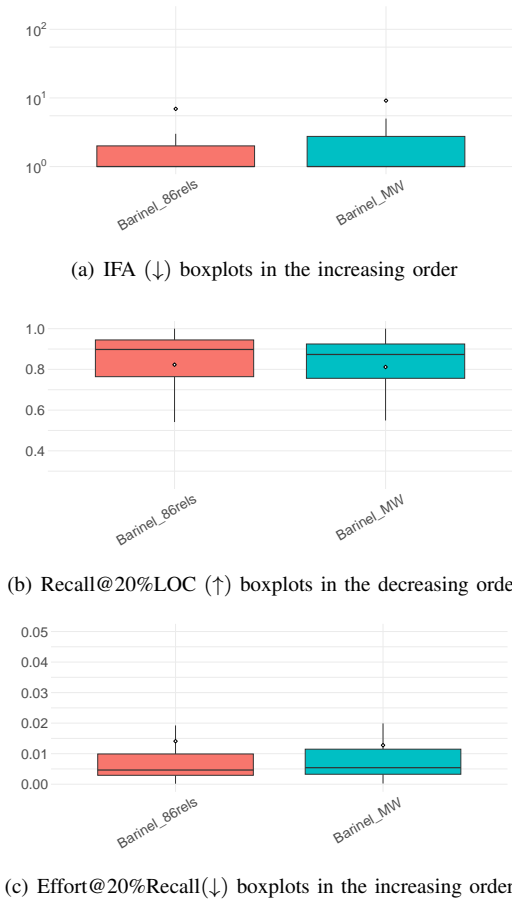 10²
10¹
10⁰
Barinel_86rels
Barinel_MW
(a) IFA (↓) boxplots in the increasing order
1.0
0.8
0.6
0.4
Barinel_86rels
Barinel_MW
(b) Recall@20%LOC (↑) boxplots in the decreasing orde
0.05
0.04
0.03
0.02
0.01
0.00
Barinel_86rels
Barinel_MW
(c) Effort@20%Recall(↓) boxplots in the increasing order